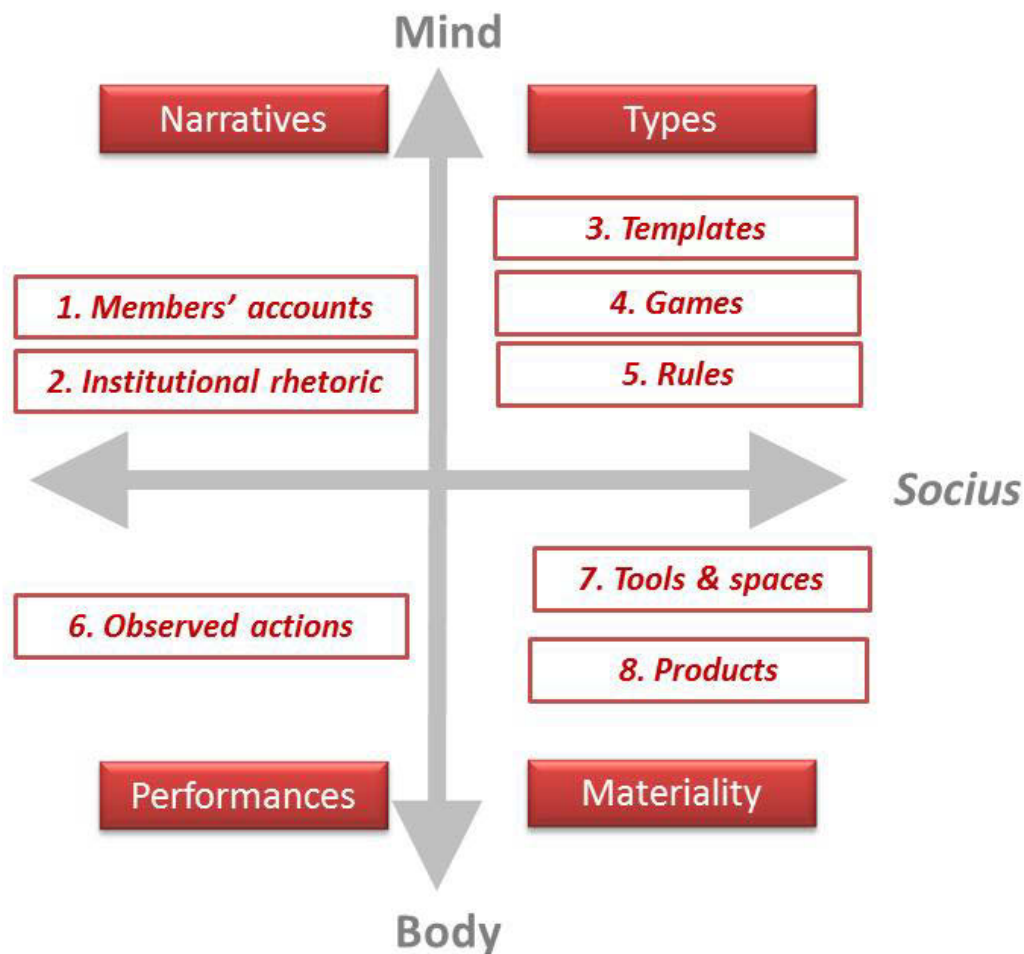 Mind
Narratives
Types
3. Templates
1. Members’ accounts
4. Games
2. Institutional rhetoric
5. Rules
Socius
7. Tools & spaces
6. Observed actions
8. Products
Performances
Materiality
Body